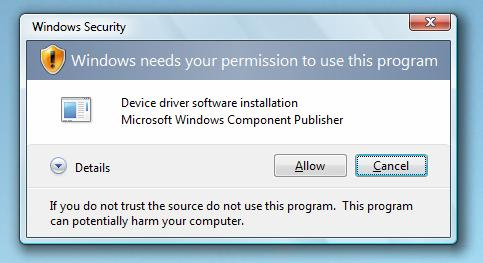 Windows Security
Windows needs your permission to use this program
Device driver software installation
Microsoft Windows Component Publisher
Details
Allow
Cancel
If you do not trust the source do not use this program. This program
can potentially harm your computer.